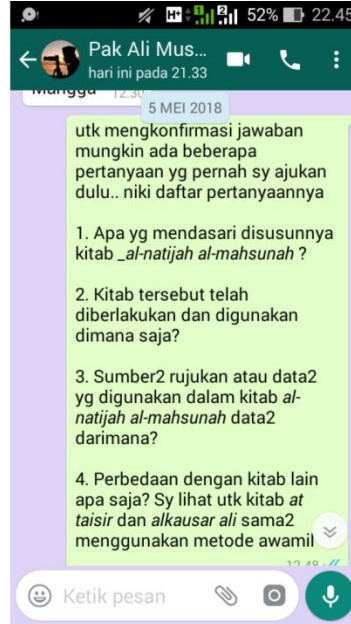 52% 22.45
Pak Ali Mus...
hari ini pada 21.33
12.30
5 MEI 2018
utk mengkonfirmasi jawaban
mungkin ada beberapa
pertanyaan yg pernah sy ajukan
dulu.. niki daftar pertanyaannya
1. Apa yg mendasari disusunnya
kitab _al-natijah al-mahsunah ?
2. Kitab tersebut telah
diberlakukan dan digunakan
dimana saja?
3. Sumber2 rujukan atau data2
yg digunakan dalam kitab al-
natijah al-mahsunah data2
darimana?
4. Perbedaan dengan kitab lain
apa saja? Sy lihat utk kitab at
taisir dan alkausar ali sama2
menggunakan metode awamil
12.48
Ketik pesan